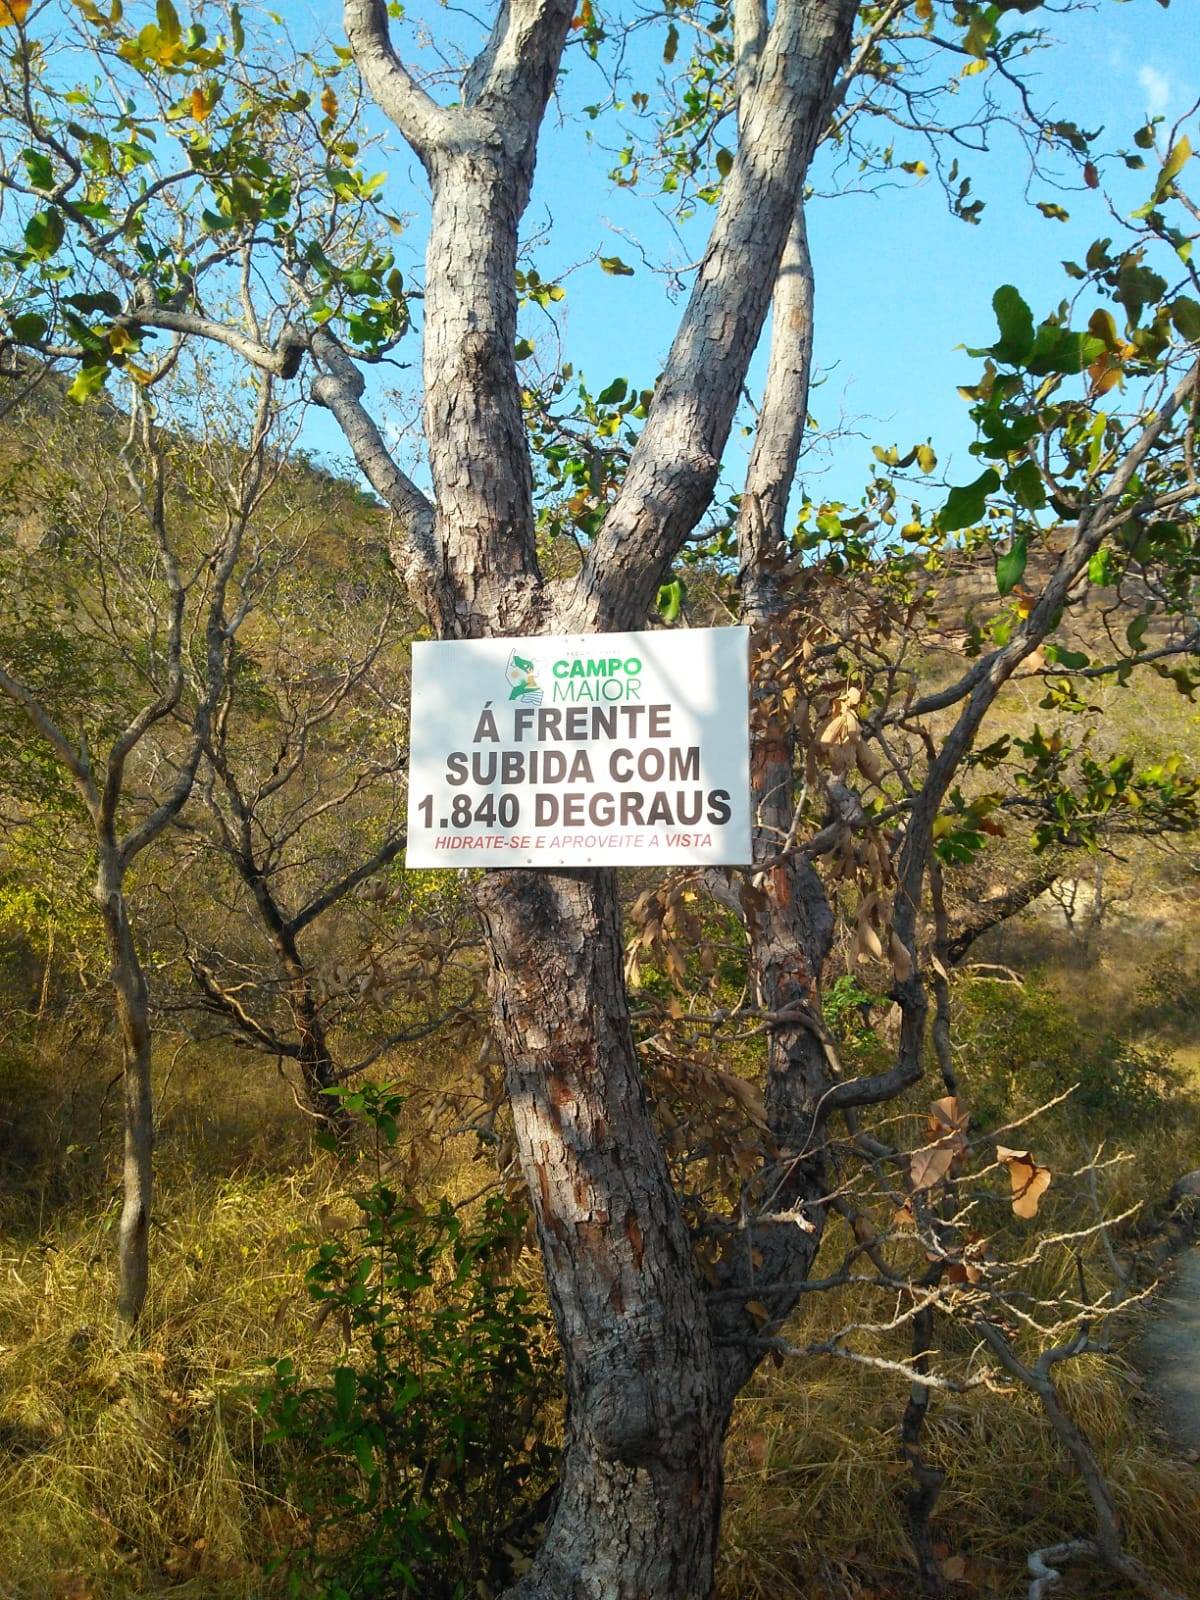 CAMPO
MAIOR
Á FRENTE
SUBIDA COM
1.840 DEGRAUS
HIDRATE-SE E APROVEITE A VISTA